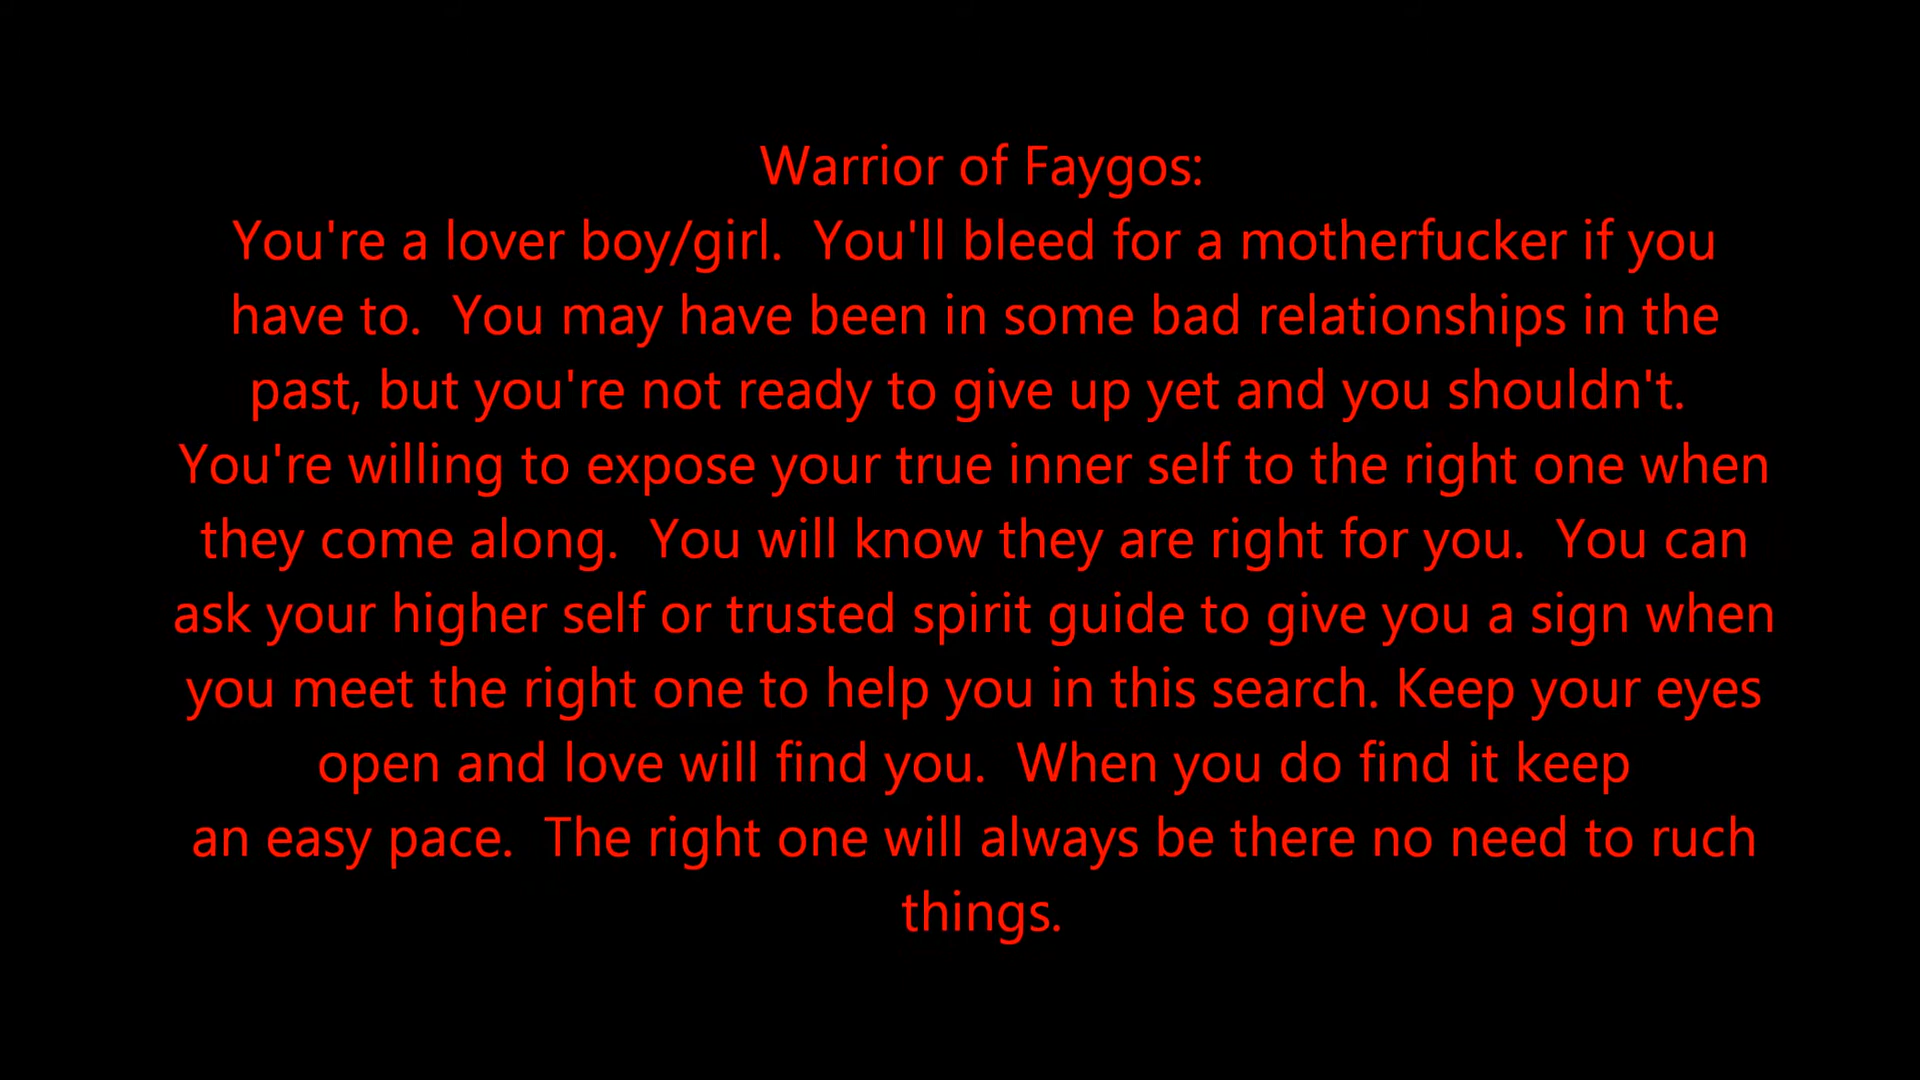 Warrior of Faygos:
You're a lover boy/girl.  You'll bleed for a motherfucker if you
have to.  You may have been in some bad relationships in the
past, but you're not ready to give up yet and you shouldn't.
You're willing to expose your true inner self to the right one when
they come along.  You will know they are right for you.  You can
ask your higher self or trusted spirit guide to give you a sign when
you meet the right one to help you in this search. Keep your eyes
open and love will find you.  When you do find it keep
an easy pace.  The right one will always be there no need to ruch
things.